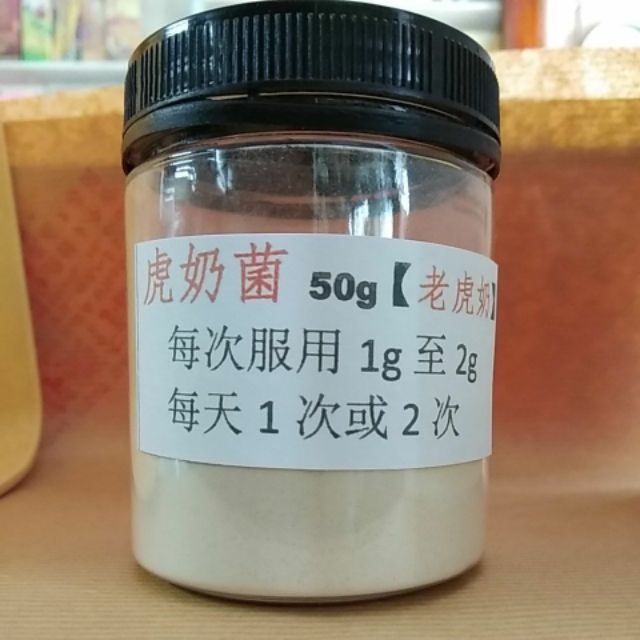 虎奶菌 50g【老虎奶】
每次服用 1g 至 2g
每天 1 次或 2 次